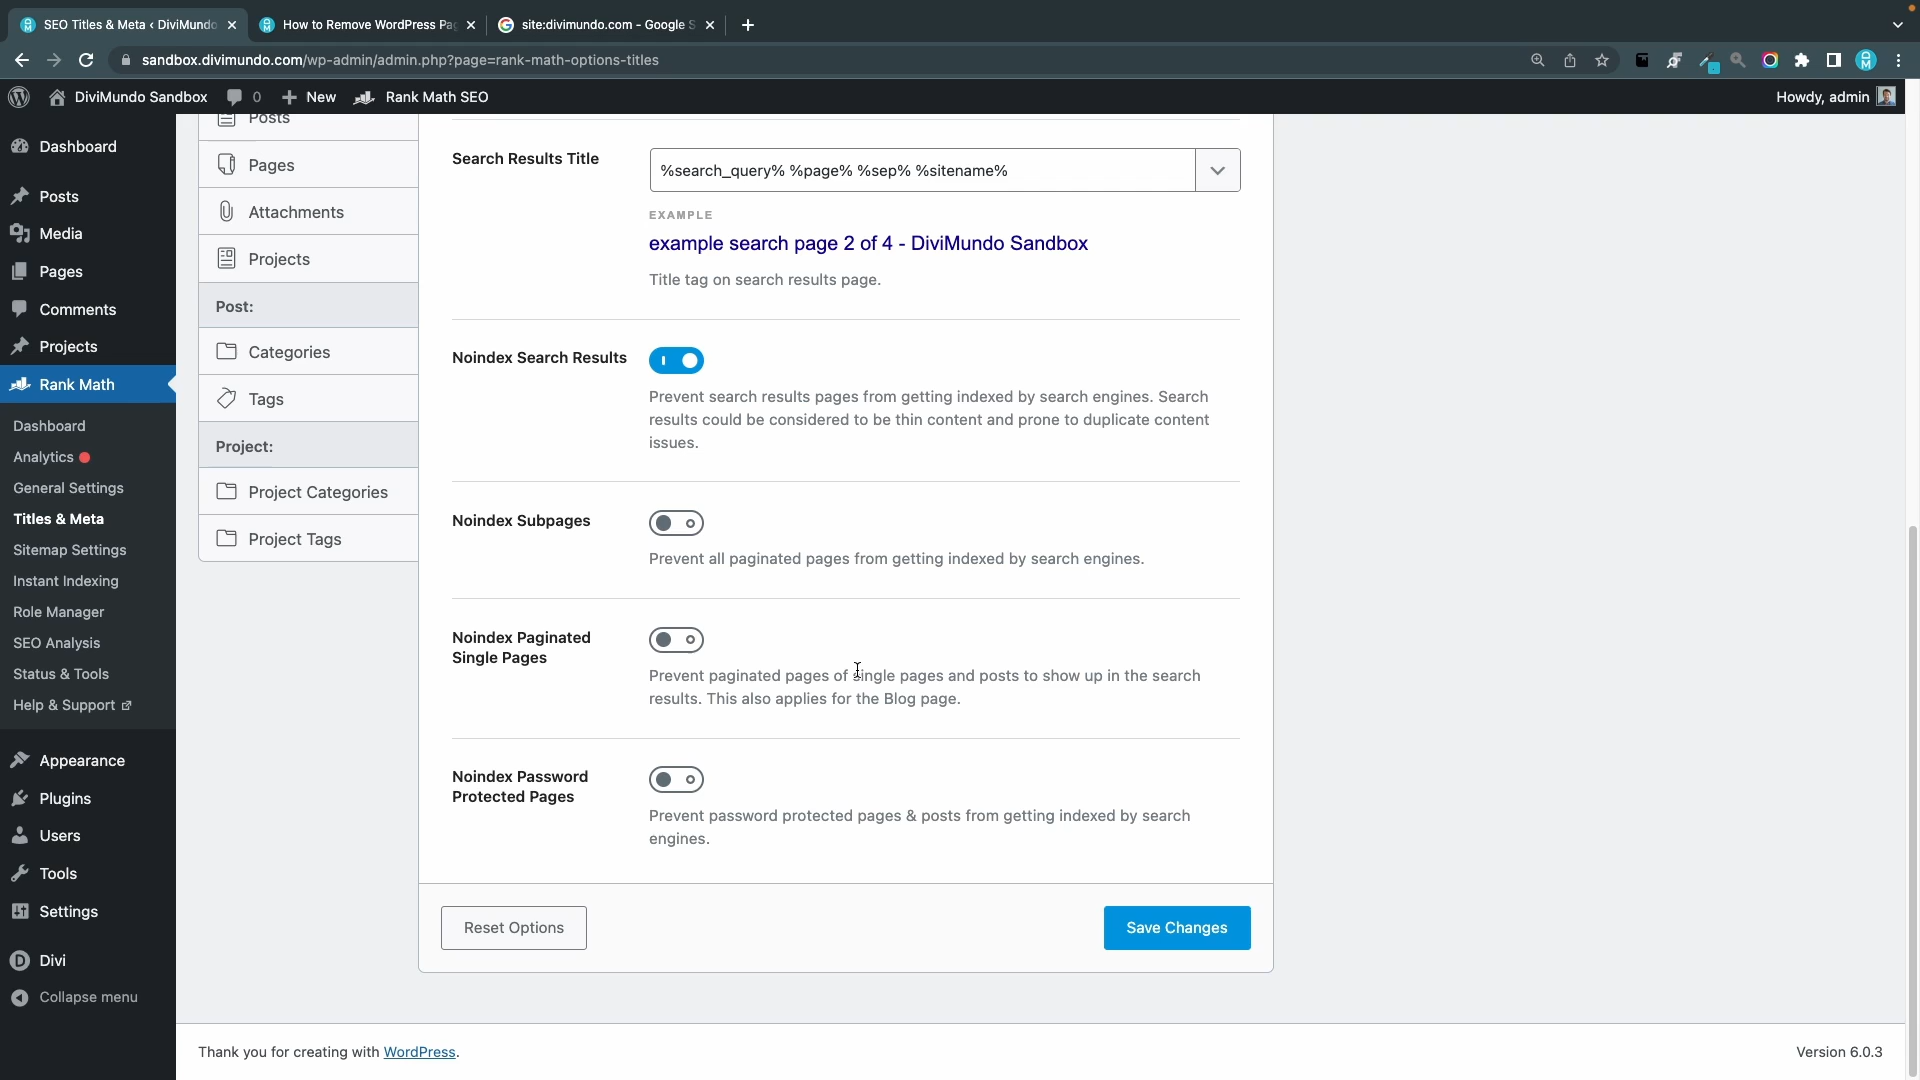 SEO Titles & Meta ‹ DiviMundo
How to Remove WordPress Pa
site:divimundo.com - Google S
sandbox.divimundo.com/wp-admin/admin.php?page=rank-math-options-titles
DiviMundo Sandbox
0
New
Rank Math SEO
Howdy, admin
Dashboard
Posts
Media
Pages
Comments
Projects
Rank Math
Dashboard
Analytics
General Settings
Titles & Meta
Sitemap Settings
Instant Indexing
Role Manager
SEO Analysis
Status & Tools
Help & Support
Appearance
Plugins
Users
Tools
Settings
Divi
Collapse menu
Posts
Pages
Attachments
Projects
Post:
Categories
Tags
Project:
Project Categories
Project Tags
Search Results Title
%search_query% %page% %sep% %sitename%
EXAMPLE
example search page 2 of 4 - DiviMundo Sandbox
Title tag on search results page.
Noindex Search Results
Prevent search results pages from getting indexed by search engines. Search
results could be considered to be thin content and prone to duplicate content
issues.
Noindex Subpages
Prevent all paginated pages from getting indexed by search engines.
Noindex Paginated
Single Pages
Prevent paginated pages of single pages and posts to show up in the search
results. This also applies for the Blog page.
Noindex Password
Protected Pages
Prevent password protected pages & posts from getting indexed by search
engines.
Reset Options
Save Changes
Thank you for creating with WordPress.
Version 6.0.3